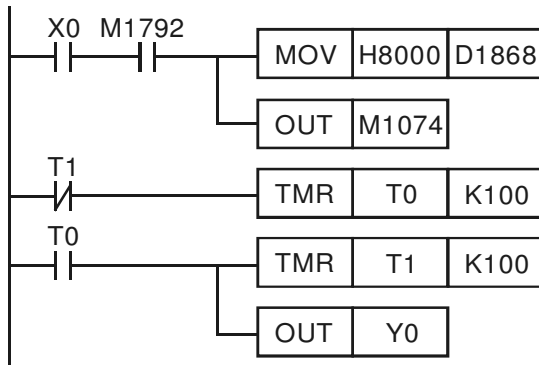 X0 M1792
MOV H8000 D1868
OUT M1074
T1
TMR T0 K100
T0
TMR T1 K100
OUT Y0